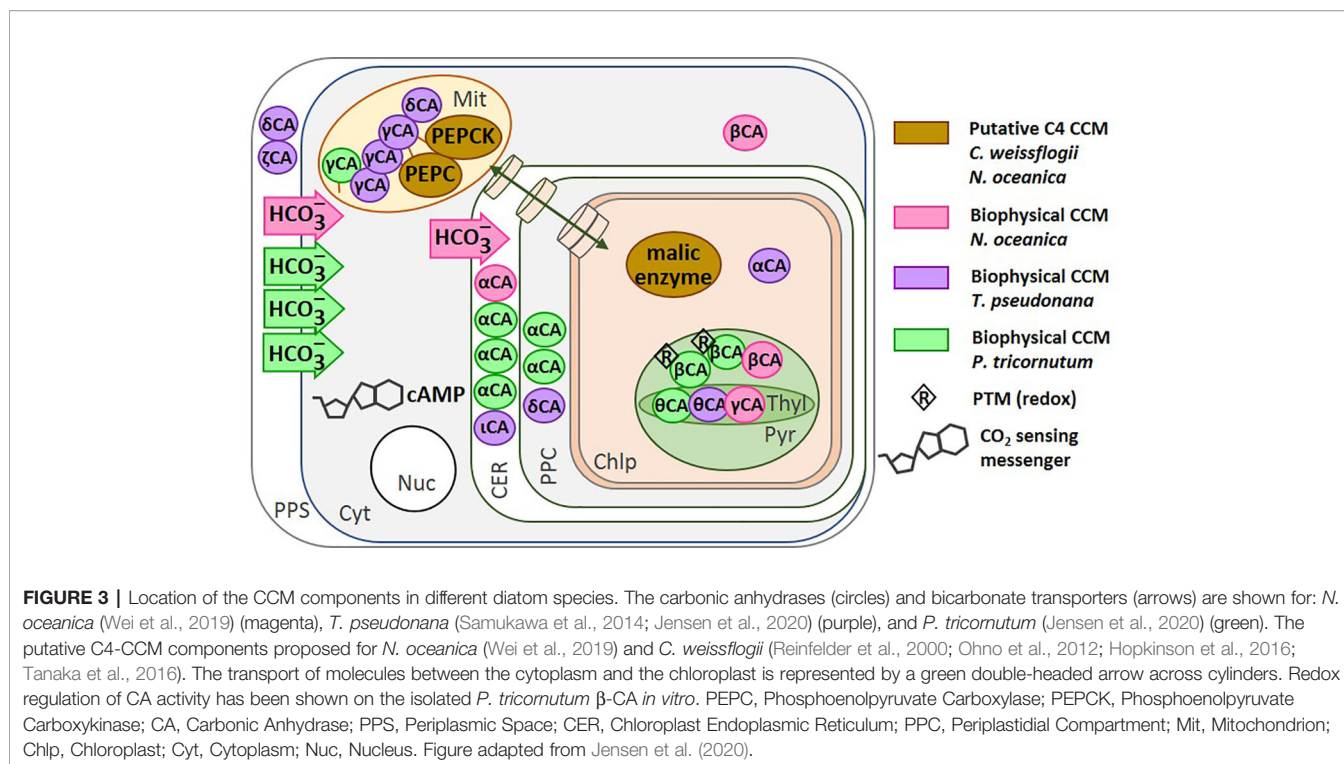 δCA
ζCA
HCO3−
HCO3−
HCO3−
HCO3−
δCA
Mit
γCA
PEPCK
γCA
γCA
PEPC
γCA
βCA
HCO3−
αCA
αCA
αCA
αCA
ιCA
CER
αCA
αCA
δCA
PPC
malic
enzyme
αCA
R
R
βCA
βCA
βCA
θCA
θCA
γCA
Thyl
Pyr
Chlp
cAMP
Nuc
PPS
Cyt
Putative C4 CCM
C. weissflogii
N. oceanica
Biophysical CCM
N. oceanica
Biophysical CCM
T. pseudonana
Biophysical CCM
P. tricornutum
R
PTM (redox)
CO2 sensing
messenger
FIGURE 3 | Location of the CCM components in different diatom species. The carbonic anhydrases (circles) and bicarbonate transporters (arrows) are shown for: N.
oceanica (Wei et al., 2019) (magenta), T. pseudonana (Samukawa et al., 2014; Jensen et al., 2020) (purple), and P. tricornutum (Jensen et al., 2020) (green). The
putative C4-CCM components proposed for N. oceanica (Wei et al., 2019) and C. weissflogii (Reinfelder et al., 2000; Ohno et al., 2012; Hopkinson et al., 2016;
Tanaka et al., 2016). The transport of molecules between the cytoplasm and the chloroplast is represented by a green double-headed arrow across cylinders. Redox
regulation of CA activity has been shown on the isolated P. tricornutum β-CA in vitro. PEPC, Phosphoenolpyruvate Carboxylase; PEPCK, Phosphoenolpyruvate
Carboxykinase; CA, Carbonic Anhydrase; PPS, Periplasmic Space; CER, Chloroplast Endoplasmic Reticulum; PPC, Periplastidial Compartment; Mit, Mitochondrion;
Chlp, Chloroplast; Cyt, Cytoplasm; Nuc, Nucleus. Figure adapted from Jensen et al. (2020).